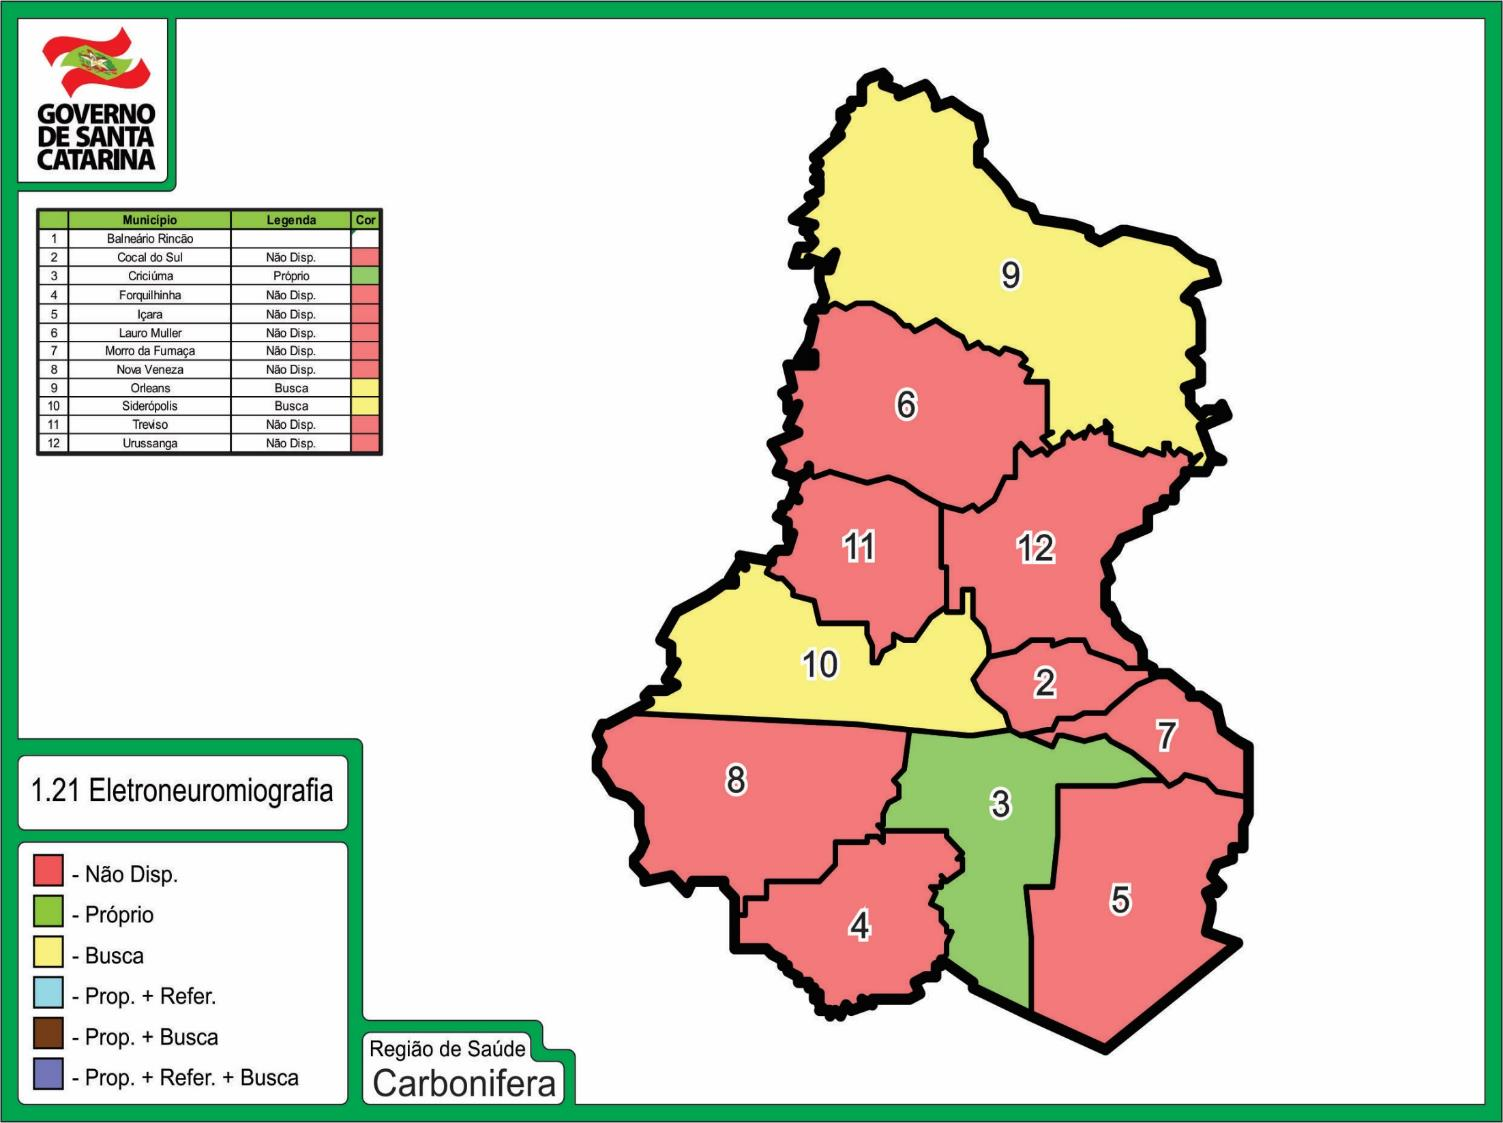 GOVERNO
DE SANTA
CATARINA
Município Legenda Cor
1 Balneário Rincão
2 Cocal do Sul Não Disp.
3 Criciúma Próprio
4 Forquilhinha Não Disp.
5 Içara Não Disp.
6 Lauro Muller Não Disp.
7 Morro da Fumaça Não Disp.
8 Nova Veneza Não Disp.
9 Orleans Busca
10 Siderópolis Busca
11 Treviso Não Disp.
12 Urussanga Não Disp.
9
6
11
12
10
2
7
8
3
5
4
1.21 Eletroneuromiografia
- Não Disp.
- Próprio
- Busca
- Prop. + Refer.
- Prop. + Busca
- Prop. + Refer. + Busca
Região de Saúde
Carbonifera